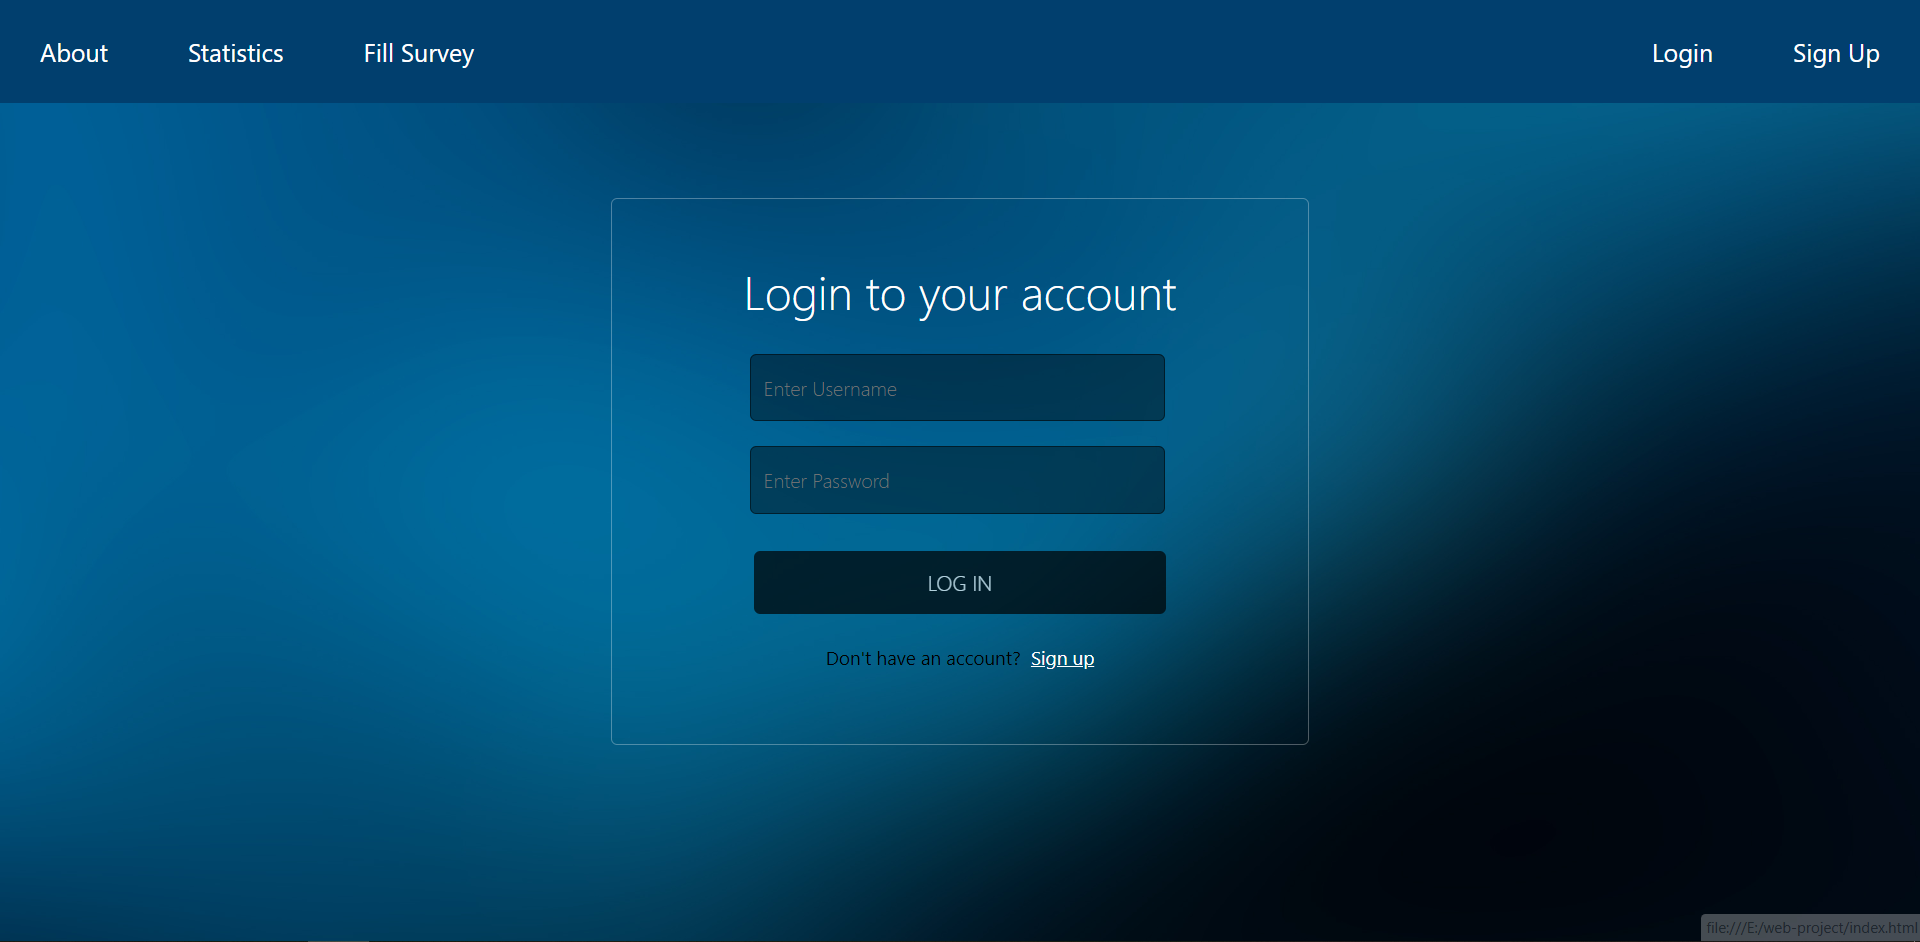 About Statistics Fill Survey Login Sign Up
Login to your account
Enter Username
Enter Password
LOG IN
Don't have an account? Sign up
file:///E:/web-project/index.html